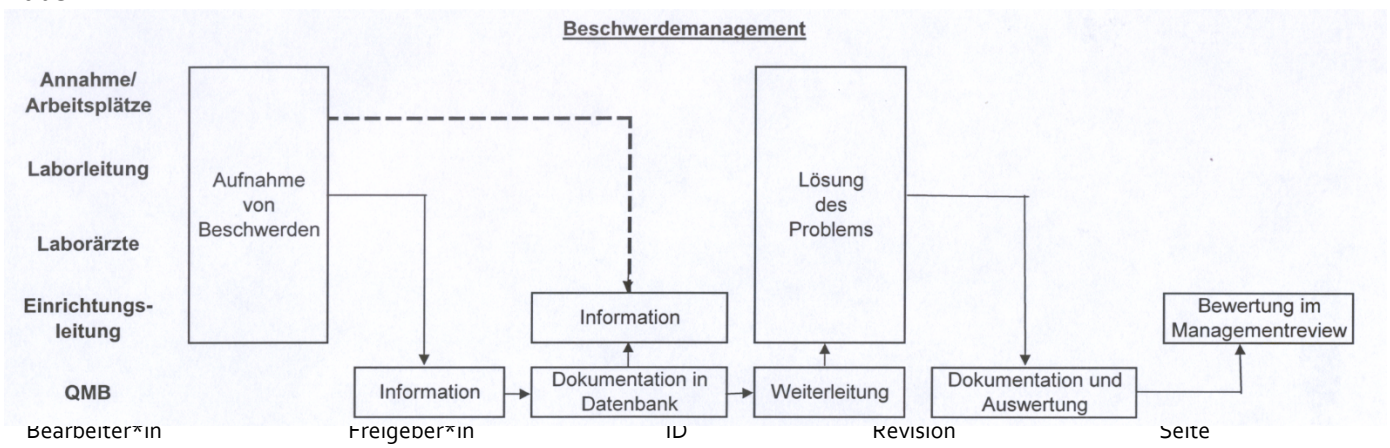 Beschwerdemanagement
Annahme/
Arbeitsplätze
Laborleitung
Laborärzte
Einrichtungs-
leitung
QMB
Aufnahme
von
Beschwerden
Information
Information
Dokumentation in
Datenbank
Lösung
des
Problems
Weiterleitung
Dokumentation und
Auswertung
Bewertung im
Managementreview
Bearbeiter*in Freigeber*in ID Revision Seite